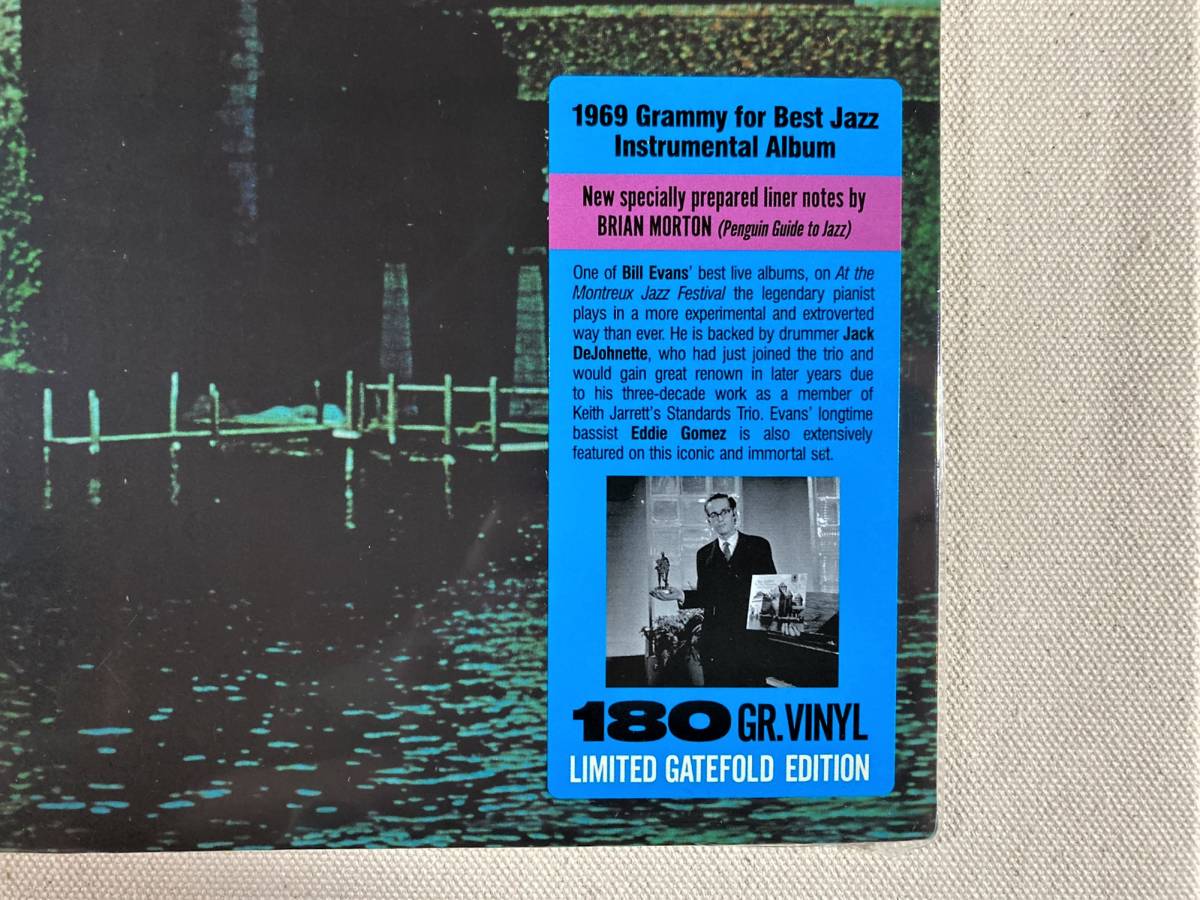 1969 Grammy for Best Jazz
Instrumental Album
New specially prepared liner notes by
BRIAN MORTON (Penguin Guide to Jazz)
One of Bill Evans' best live albums, on At the
Montreux Jazz Festival the legendary pianist
plays in a more experimental and extroverted
way than ever. He is backed by drummer Jack
DeJohnette, who had just joined the trio and
would gain great renown in later years due
to his three-decade work as a member of
Keith Jarrett's Standards Trio. Evans' longtime
bassist Eddie Gomez is also extensively
featured on this iconic and immortal set.
180 GR. VINYL
LIMITED GATEFOLD EDITION